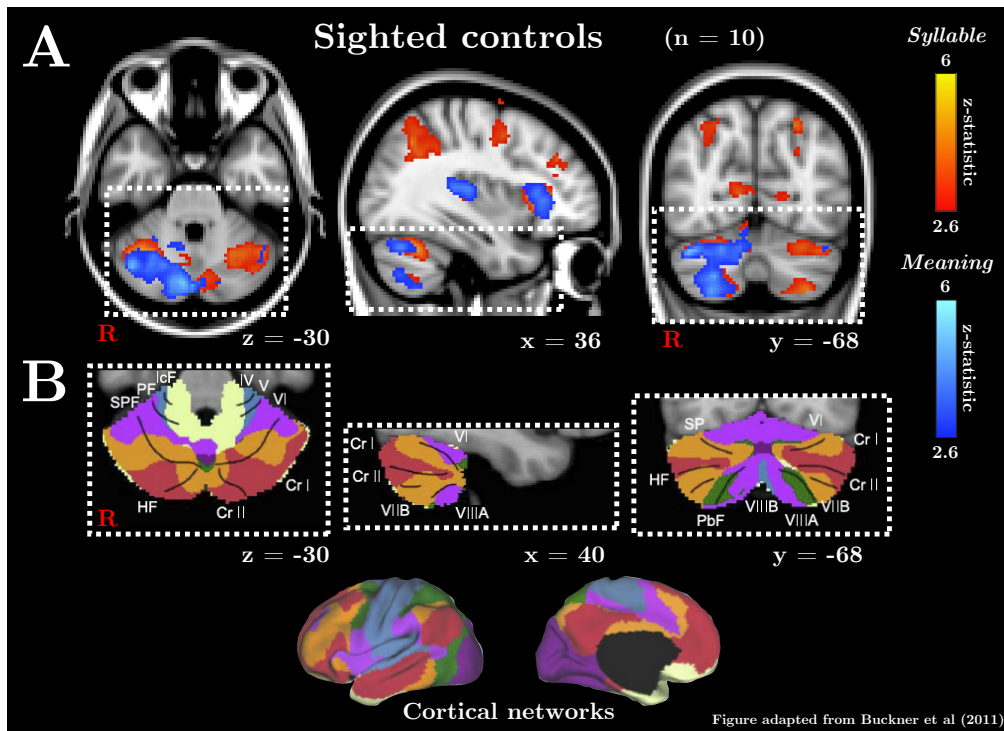 A
Sighted controls
(n = 10)
Syllable
6
z-statistic
2.6
Meaning
6
z-statistic
2.6
R
z = -30
x = 36
R
y = -68
B
IcF
PF
SPF
IV
V
VI
Cr I
HF
Cr II
R
z = -30
VI
Cr I
Cr II
VIIB
VIIIA
x = 40
SP
Cr I
HF
Cr II
PbF
VIIIB
VIIIA
VIIB
y = -68
Cortical networks
Figure adapted from Buckner et al (2011)